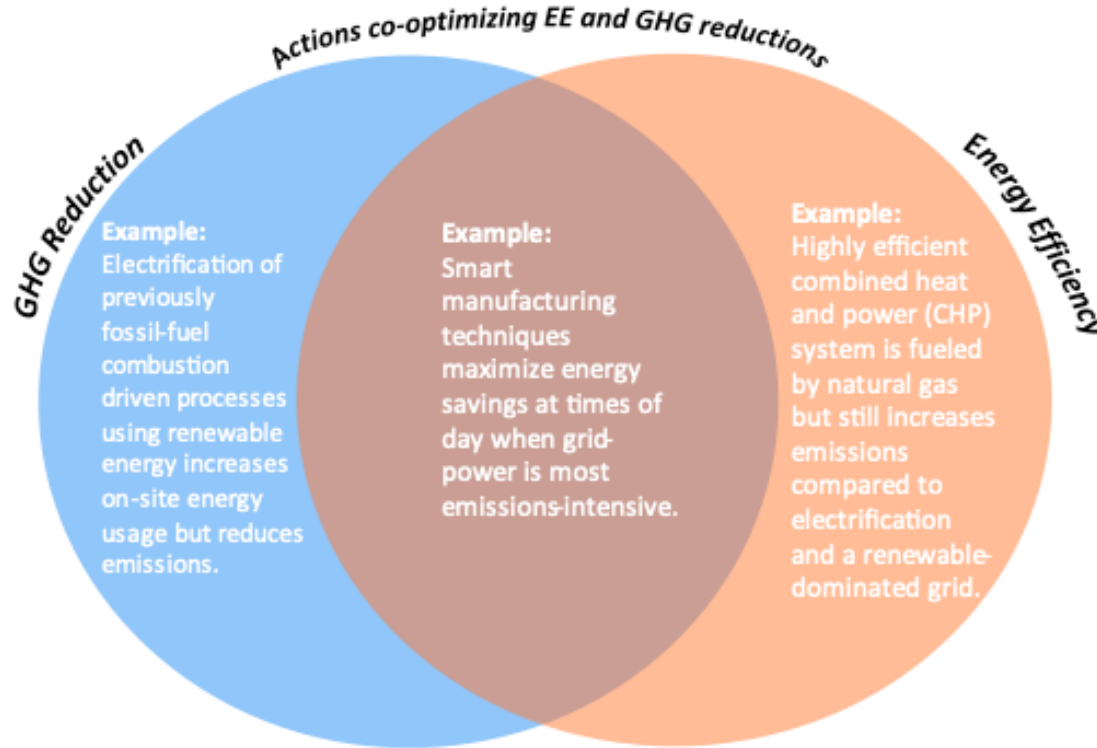 Actions co-optimizing EE and GHG reductions
GHG Reduction
Example:
Electrification of
previously
fossil-fuel
combustion
driven processes
using renewable
energy increases
on-site energy
usage but reduces
emissions.
Example:
Smart
manufacturing
techniques
maximize energy
savings at times of
day when grid-
power is most
emissions-intensive.
Energy Efficiency
Example:
Highly efficient
combined heat
and power (CHP)
system is fueled
by natural gas
but still increases
emissions
compared to
electrification
and a renewable-
dominated grid.